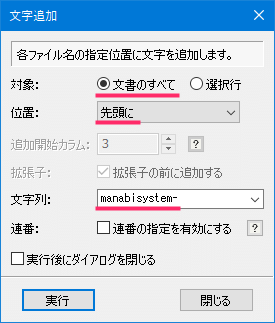 文字追加
各ファイル名の指定位置に文字を追加します。
対象: 文書のすべて 選択行
位置: 先頭に
追加開始カラム: 3 ?
拡張子: 拡張子の前に追加する
文字列: manabisystem-
連番: 連番の指定を有効にする ?
実行後にダイアログを閉じる
実行 閉じる